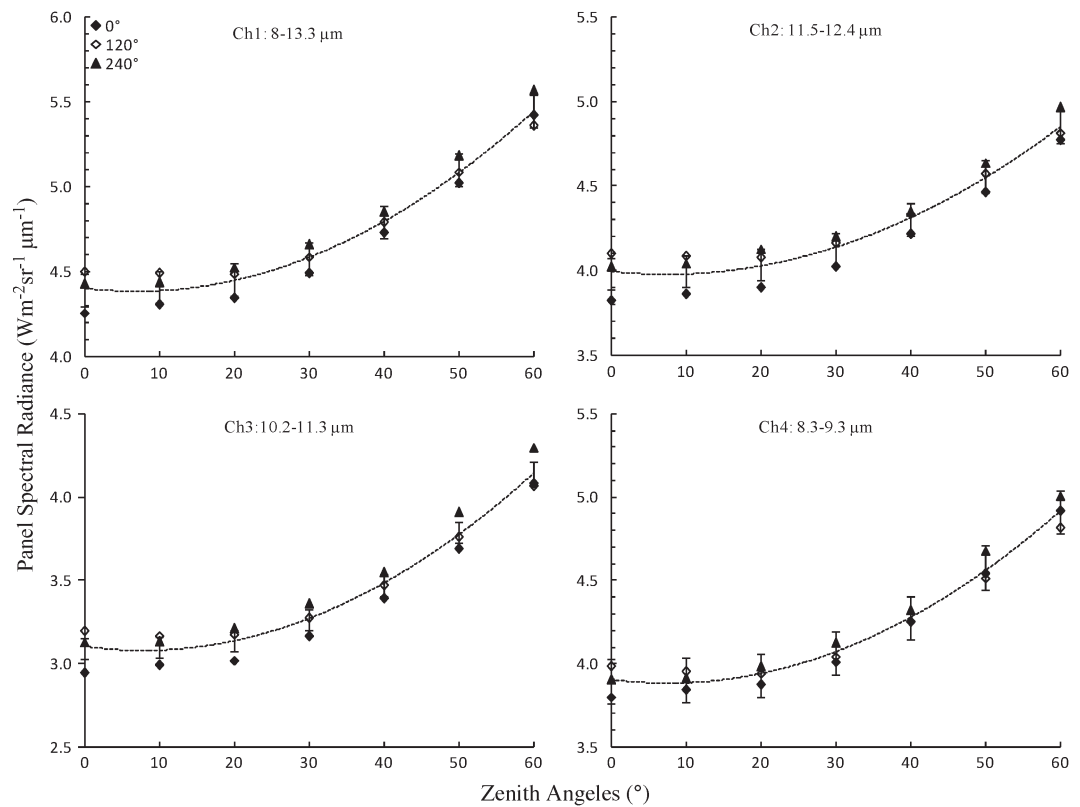 Panel Spectral Radiance (Wm⁻²sr⁻¹ µm⁻¹)
6.0
5.5
5.0
4.5
4.0
0°
120°
240°
Ch1: 8-13.3 µm
0 10 20 30 40 50 60
5.5
5.0
4.5
4.0
3.5
Ch2: 11.5-12.4 µm
0 10 20 30 40 50 60
4.5
4.0
3.5
3.0
2.5
Ch3:10.2-11.3 µm
0 10 20 30 40 50 60
5.5
5.0
4.5
4.0
3.5
Ch4: 8.3-9.3 µm
0 10 20 30 40 50 60
Zenith Angeles (°)